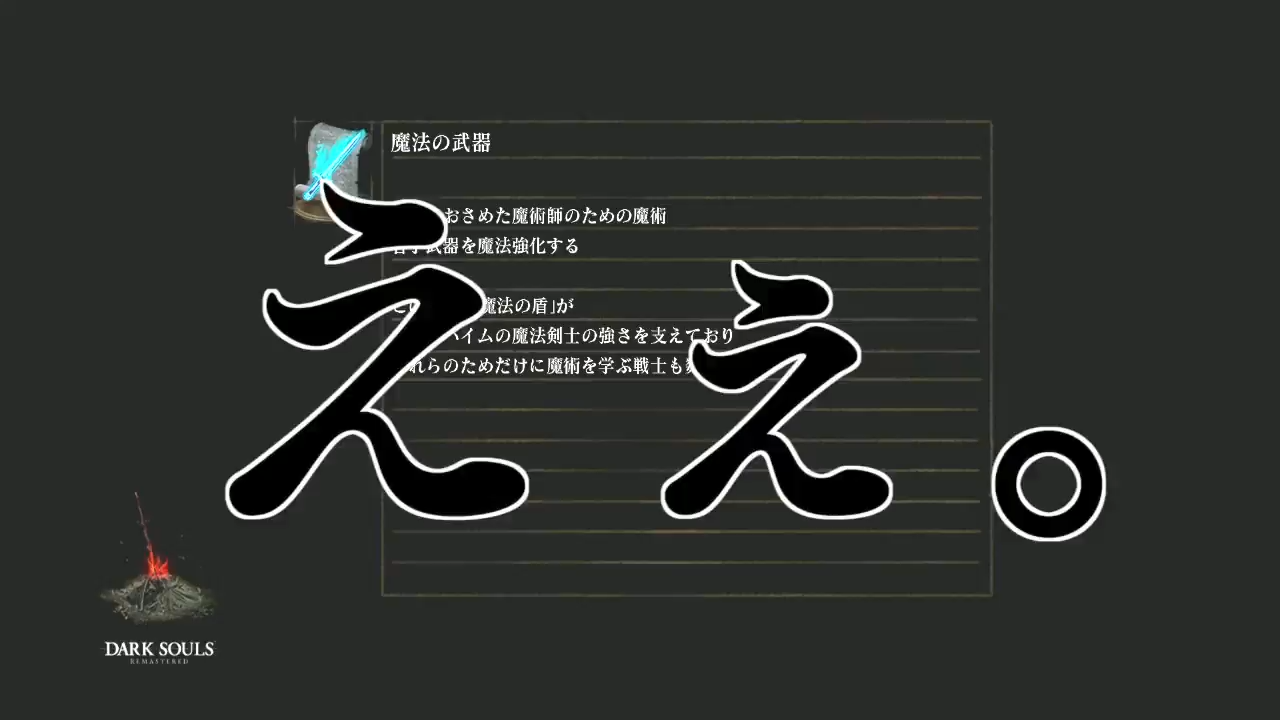 魔法の武器
おさめた魔術師のための魔術
武器を魔法強化する
魔法の盾」が
ハイムの魔法剣士の強さを支えており
れらのためだけに魔術を学ぶ戦士も
えぇ。
DARK SOULS
REMASTERED